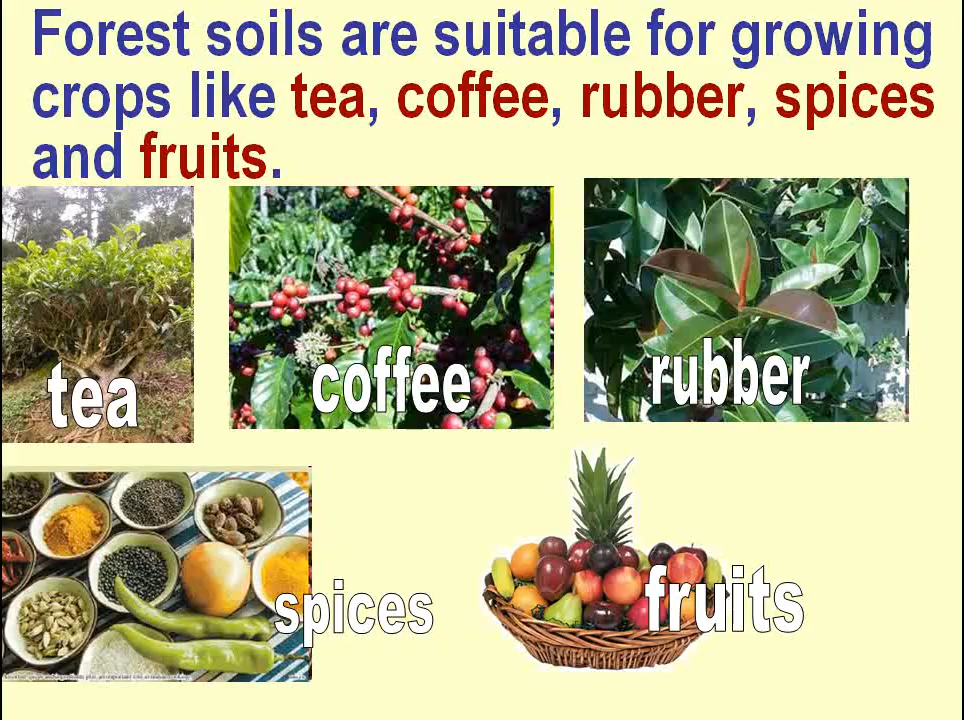 Forest soils are suitable for growing
crops like tea, coffee, rubber, spices
and fruits.
tea
coffee
rubber
spices
fruits